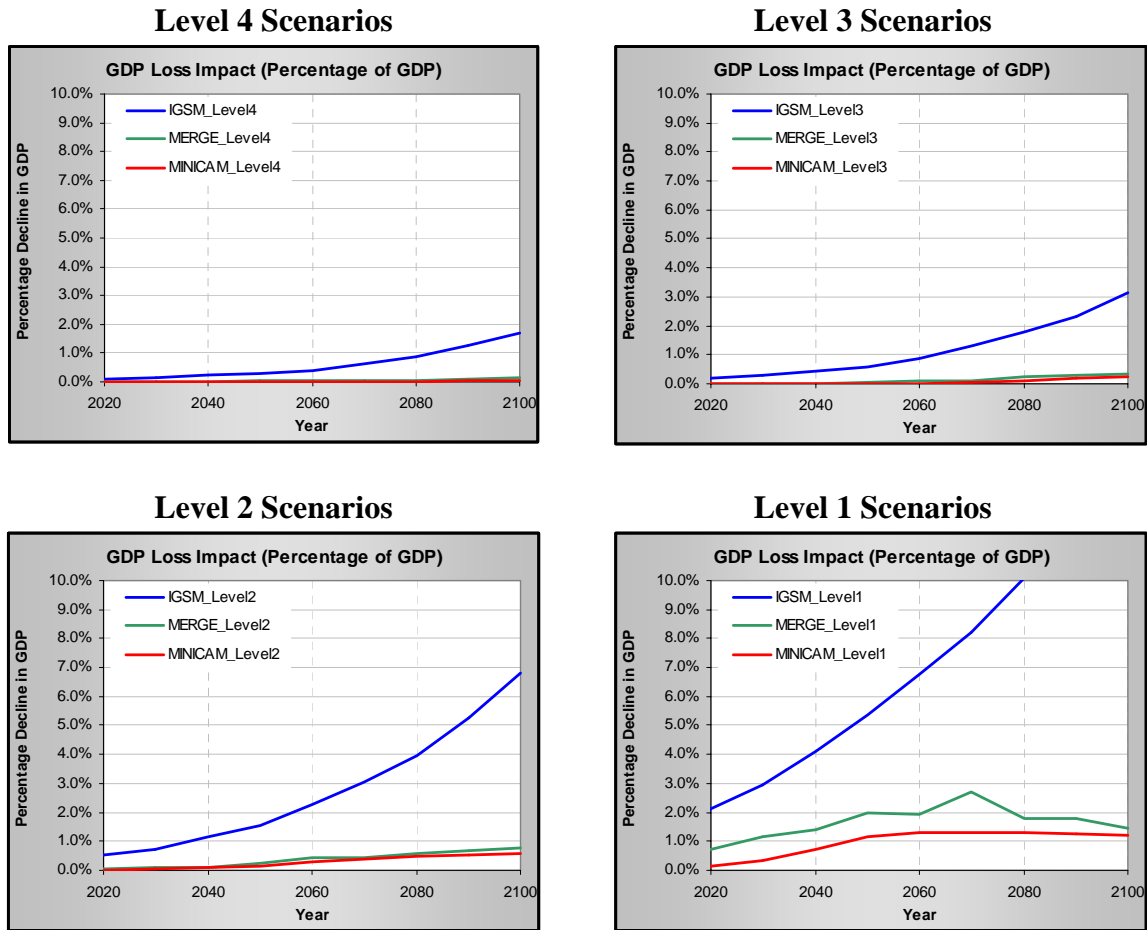 Level 4 Scenarios
GDP Loss Impact (Percentage of GDP)
10.0%
9.0%
8.0%
7.0%
6.0%
5.0%
4.0%
3.0%
2.0%
1.0%
0.0%
IGSM_Level4
MERGE_Level4
MINICAM_Level4
Percentage Decline in GDP
2020 2040 2060 2080 2100
Year
Level 3 Scenarios
GDP Loss Impact (Percentage of GDP)
10.0%
9.0%
8.0%
7.0%
6.0%
5.0%
4.0%
3.0%
2.0%
1.0%
0.0%
IGSM_Level3
MERGE_Level3
MINICAM_Level3
Percentage Decline in GDP
2020 2040 2060 2080 2100
Year
Level 2 Scenarios
GDP Loss Impact (Percentage of GDP)
10.0%
9.0%
8.0%
7.0%
6.0%
5.0%
4.0%
3.0%
2.0%
1.0%
0.0%
IGSM_Level2
MERGE_Level2
MINICAM_Level2
Percentage Decline in GDP
2020 2040 2060 2080 2100
Year
Level 1 Scenarios
GDP Loss Impact (Percentage of GDP)
10.0%
9.0%
8.0%
7.0%
6.0%
5.0%
4.0%
3.0%
2.0%
1.0%
0.0%
IGSM_Level1
MERGE_Level1
MINICAM_Level1
Percentage Decline in GDP
2020 2040 2060 2080 2100
Year